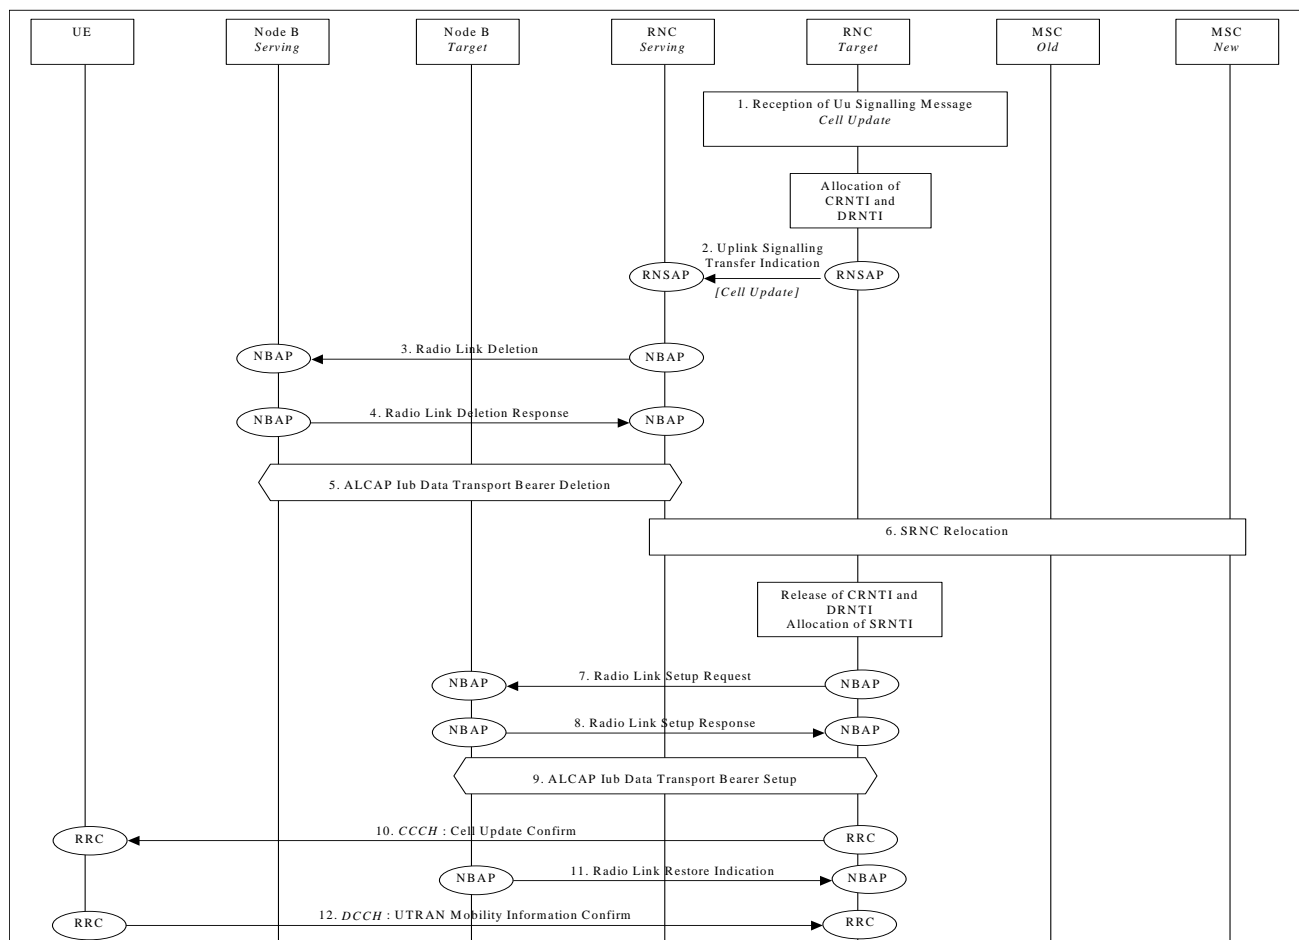 UE
Node B
Serving
Node B
Target
RNC
Serving
RNC
Target
MSC
Old
MSC
New
1. Reception of Uu Signalling Message
Cell Update
Allocation of
CRNTI and
DRNTI
2. Uplink Signalling
Transfer Indication
RNSAP
RNSAP
[Cell Update]
NBAP
3. Radio Link Deletion
NBAP
NBAP
4. Radio Link Deletion Response
NBAP
5. ALCAP Iub Data Transport Bearer Deletion
6. SRNC Relocation
Release of CRNTI and
DRNTI
Allocation of SRNTI
NBAP
7. Radio Link Setup Request
NBAP
NBAP
8. Radio Link Setup Response
NBAP
9. ALCAP Iub Data Transport Bearer Setup
RRC
10. CCCH : Cell Update Confirm
RRC
NBAP
11. Radio Link Restore Indication
NBAP
RRC
12. DCCH : UTRAN Mobility Information Confirm
RRC